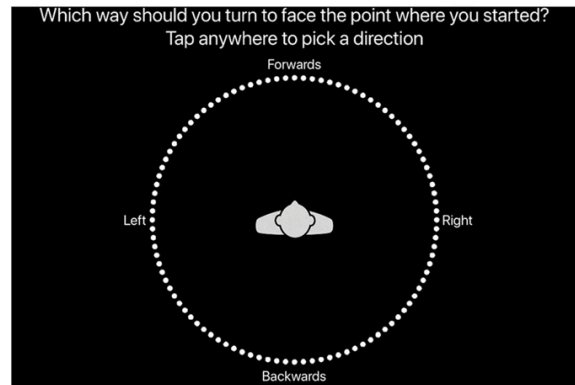 Which way should you turn to face the point where you started?
Tap anywhere to pick a direction
Forwards
Left
Right
Backwards